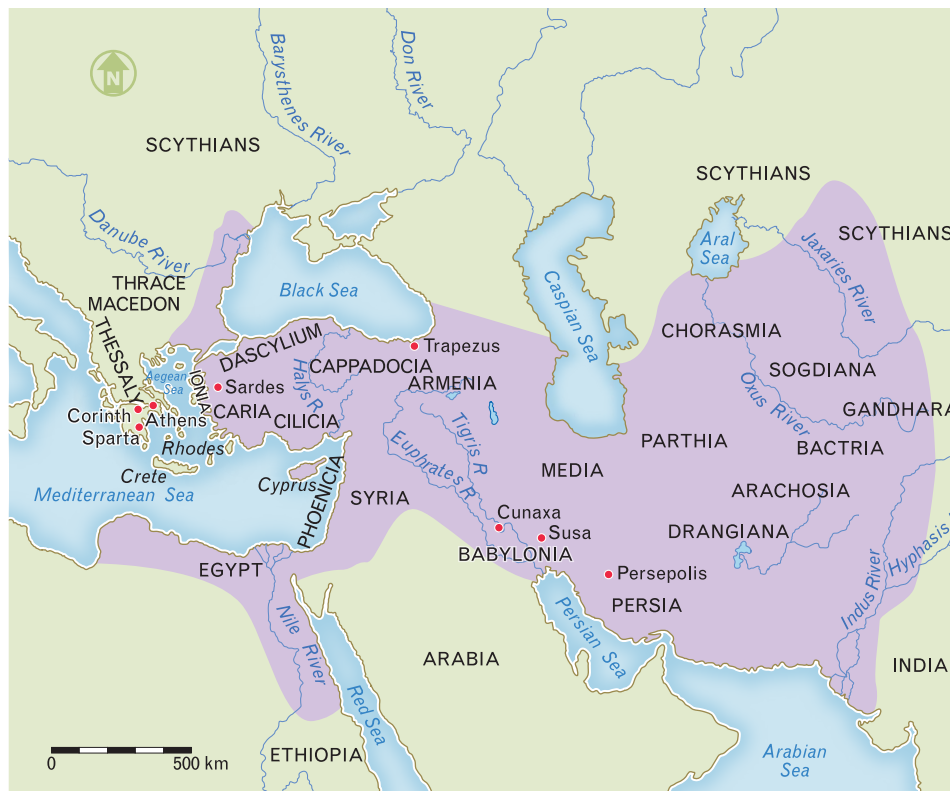 N
Barysthenes River
Don River
SCYTHIANS
SCYTHIANS
SCYTHIANS
Danube River
Aral
Sea
Jaxaries River
THRACE
MACEDON
Black Sea
Caspian Sea
THESSALY
DASCYLIUM
Trapezus
CHORASMIA
Aegean
Sea
IONIA
Halys R.
CAPPADOCIA
SOGDIANA
Sardes
ARMENIA
Oxus River
Corinth
Athens
CARIA
CILICIA
GANDHARA
Sparta
Rhodes
Tigris R
PARTHIA
BACTRIA
Crete
Euphrates R.
MEDIA
Mediterranean Sea
Cyprus
PHOENICIA
SYRIA
ARACHOSIA
Cunaxa
Susa
DRANGIANA
BABYLONIA
Hyphasis
EGYPT
Persepolis
Indus River
PERSIA
Nile
River
Persian Sea
ARABIA
INDIA
Red Sea
ETHIOPIA
Arabian
Sea
0 500 km